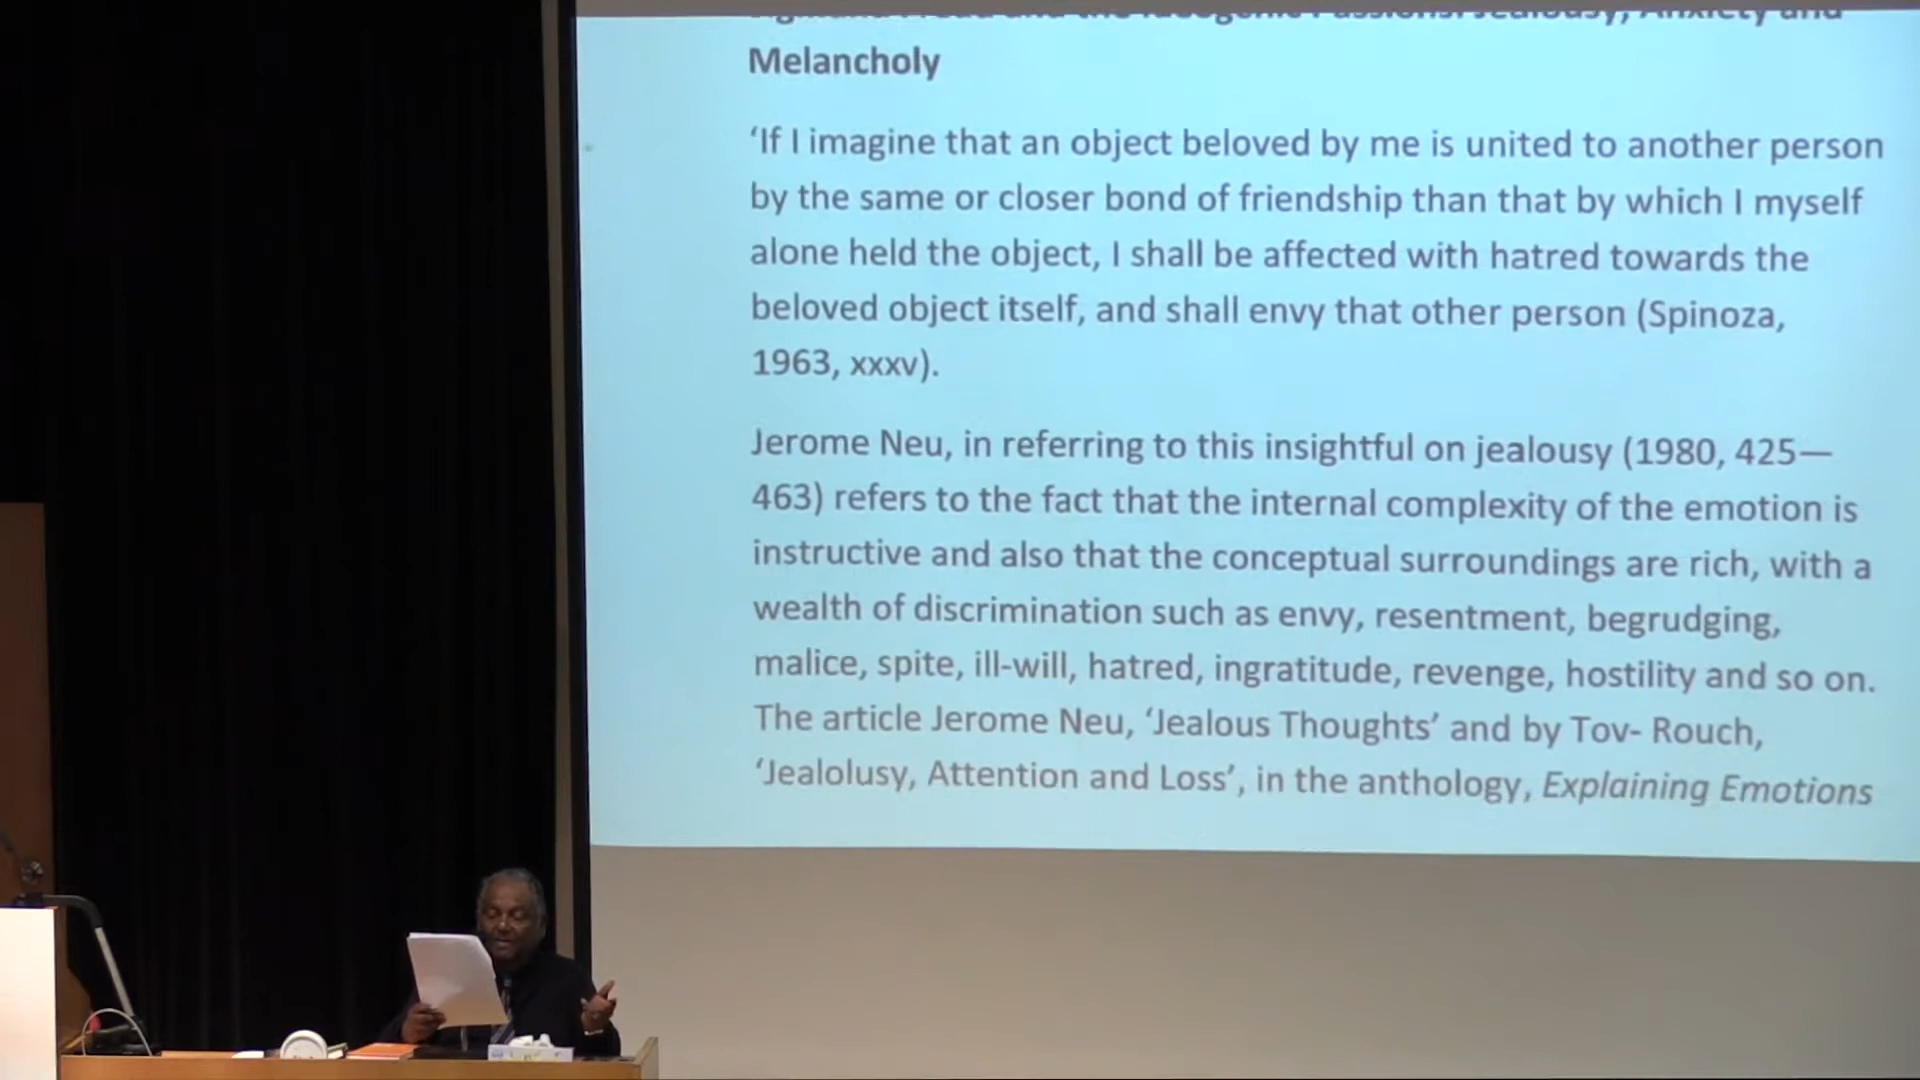 and the Passions: Jealousy, Anxiety and
Melancholy
‘If I imagine that an object beloved by me is united to another person
by the same or closer bond of friendship than that by which I myself
alone held the object, I shall be affected with hatred towards the
beloved object itself, and shall envy that other person (Spinoza,
1963, xxxv).
Jerome Neu, in referring to this insightful on jealousy (1980, 425—
463) refers to the fact that the internal complexity of the emotion is
instructive and also that the conceptual surroundings are rich, with a
wealth of discrimination such as envy, resentment, begrudging,
malice, spite, ill-will, hatred, ingratitude, revenge, hostility and so on.
The article Jerome Neu, ‘Jealous Thoughts’ and by Tov- Rouch,
‘Jealolusy, Attention and Loss’, in the anthology, Explaining Emotions